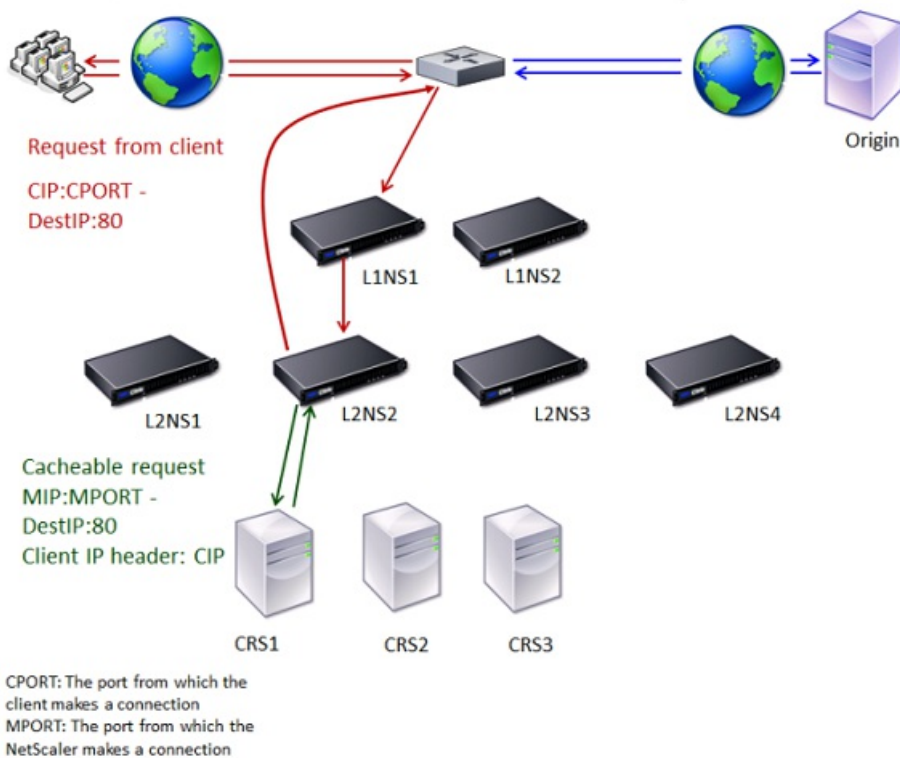 Origin
Request from client
CIP:CPORT -
DestIP:80
L1NS1
L1NS2
L2NS1
L2NS2
L2NS3
L2NS4
Cacheable request
MIP:MPORT -
DestIP:80
Client IP header: CIP
CRS1
CRS2
CRS3
CPORT: The port from which the
client makes a connection
MPORT: The port from which the
NetScaler makes a connection